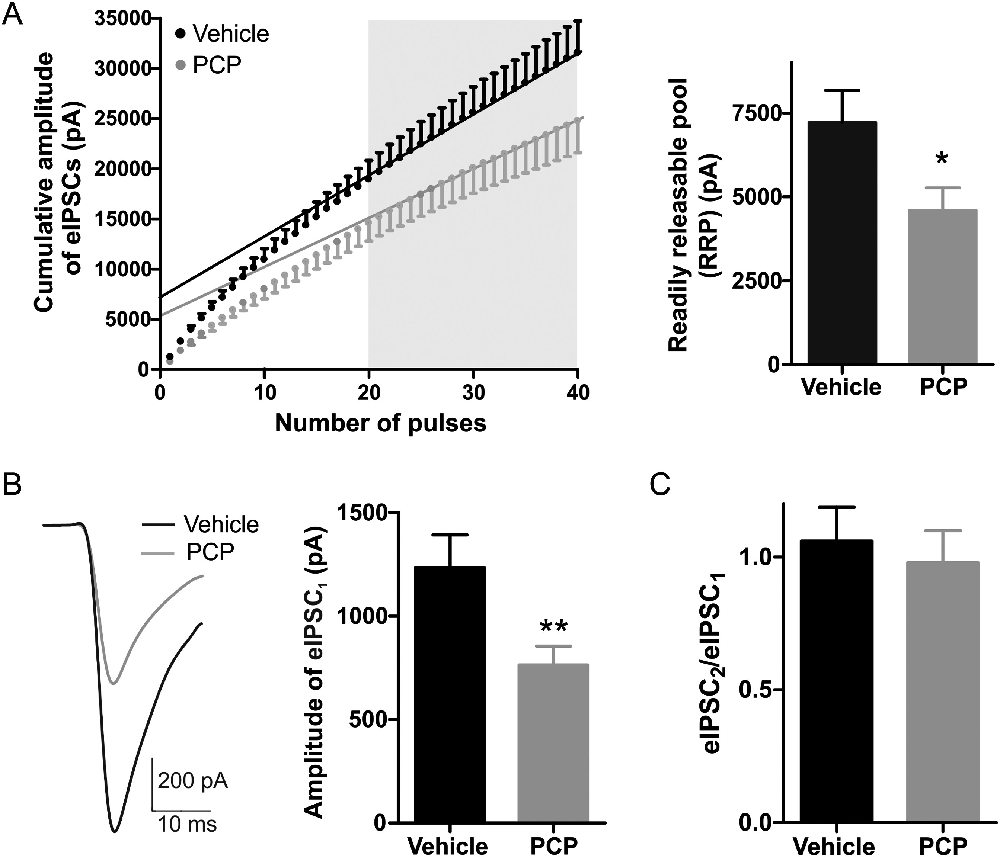 A
35000
30000
25000
20000
15000
10000
5000
0
Cumulative amplitude
of eIPSCs (pA)
Vehicle
PCP
0 10 20 30 40
Number of pulses
Readily releasable pool
(RRP) (pA)
7500
5000
2500
0
*
Vehicle PCP
B
Vehicle
PCP
200 pA
10 ms
Amplitude of eIPSC₁ (pA)
1500
1000
500
0
**
Vehicle PCP
C
eIPSC₂/eIPSC₁
1.0
0.5
0.0
Vehicle PCP